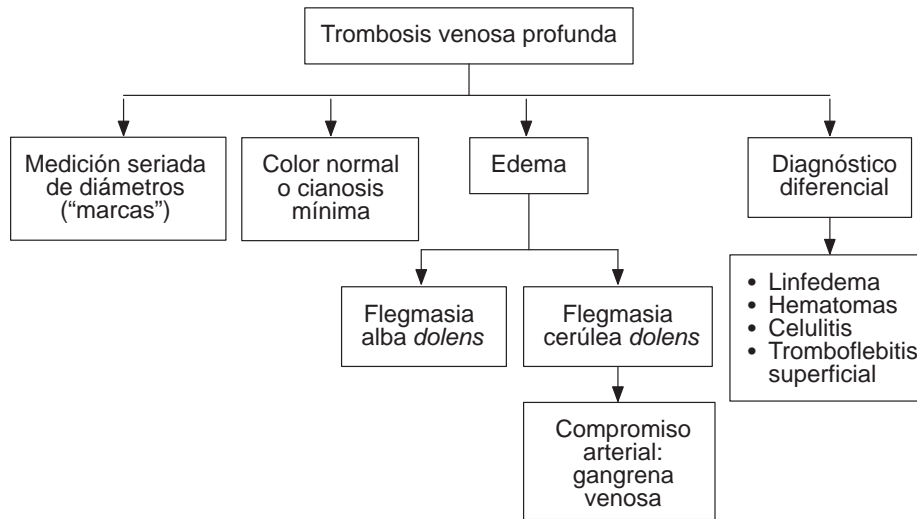 Trombosis venosa profunda
Medición seriada
de diámetros
(“marcas”)
Color normal
o cianosis
mínima
Edema
Diagnóstico
diferencial
Flegmasia
alba dolens
Flegmasia
cerúlea dolens
• Linfedema
• Hematomas
• Celulitis
• Tromboflebitis
superficial
Compromiso
arterial:
gangrena
venosa